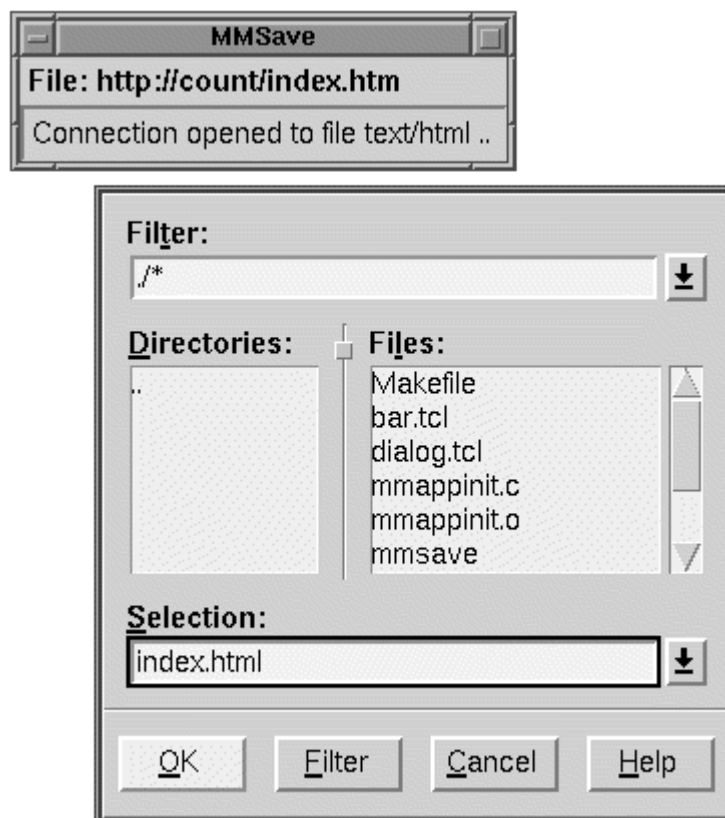 MMSave
File: http://count/index.htm
Connection opened to file text/html ..
Filter:
./*
Directories:
Files:
..
Makefile
bar.tcl
dialog.tcl
mmappinit.c
mmappinit.o
mmsave
Selection:
index.html
OK
Filter
Cancel
Help